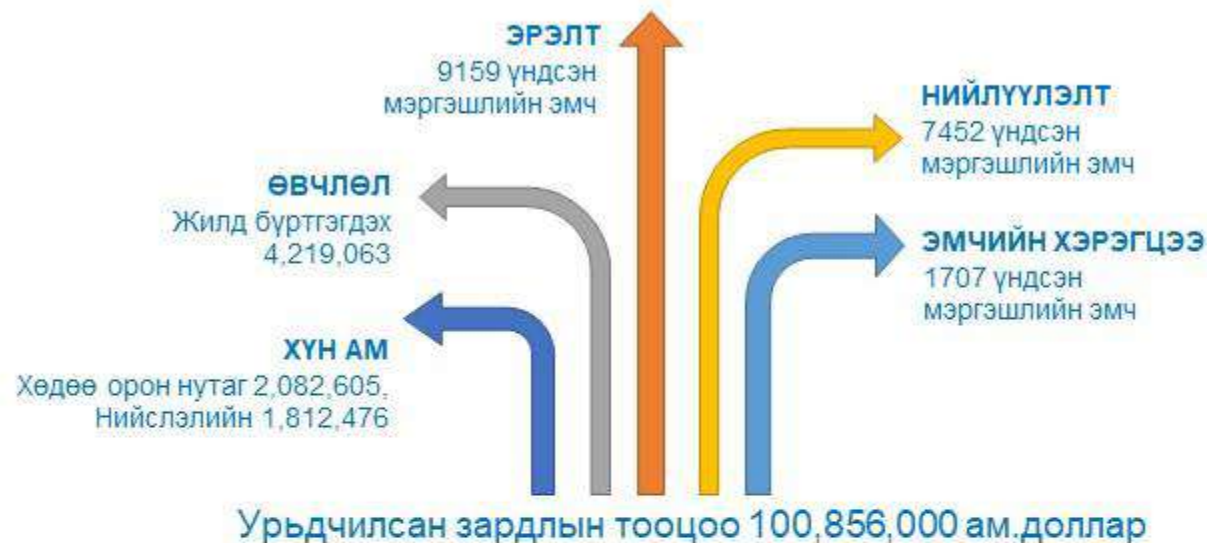 ЭРЭЛТ
9159 үндсэн
мэргэшлийн эмч
НИЙЛҮҮЛЭЛТ
7452 үндсэн
мэргэшлийн эмч
ӨВЧЛӨЛ
Жилд бүртгэгдэх
4,219,063
ЭМЧИЙН ХЭРЭГЦЭЭ
1707 үндсэн
мэргэшлийн эмч
ХҮН АМ
Хөдөө орон нутаг 2,082,605,
Нийслэлийн 1,812,476
Урьдчилсан зардлын тооцоо 100,856,000 ам.доллар